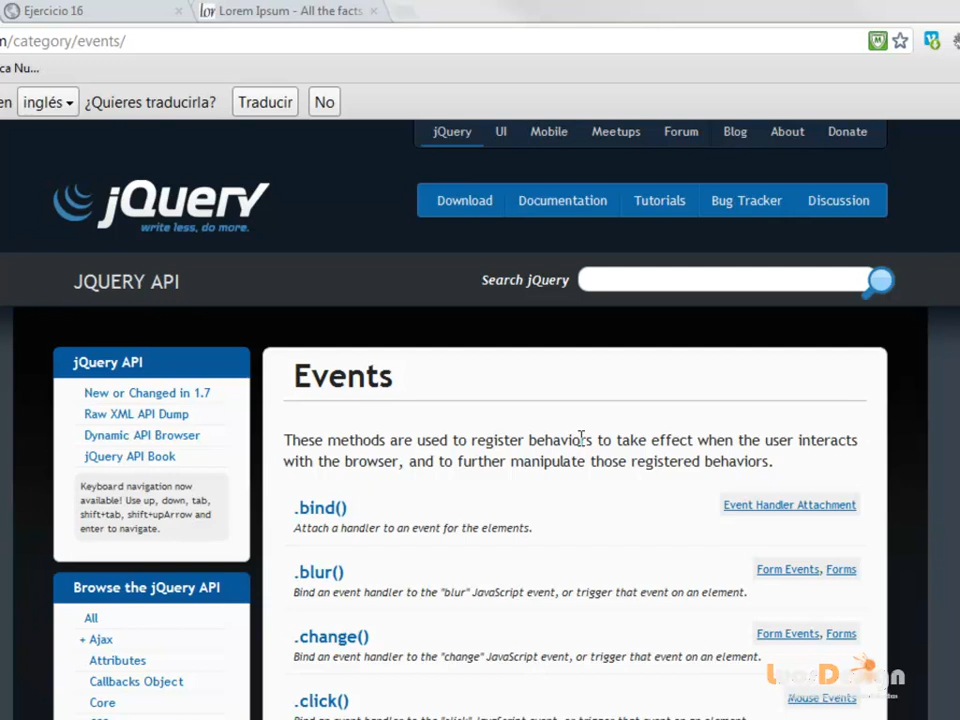 Ejercicio 16
Lorem Ipsum - All the facts
/category/events/
ca Nu...
en inglés ¿Quieres traducirla? Traducir No
jQuery UI Mobile Meetups Forum Blog About Donate
jQuery
write less, do more.
Download Documentation Tutorials Bug Tracker Discussion
JQUERY API
Search jQuery
jQuery API
New or Changed in 1.7
Raw XML API Dump
Dynamic API Browser
jQuery API Book
Keyboard navigation now
available! Use up, down, tab,
shift+tab, shift+upArrow and
enter to navigate.
Browse the jQuery API
All
+ Ajax
Attributes
Callbacks Object
Core
Events
These methods are used to register behaviors to take effect when the user interacts
with the browser, and to further manipulate those registered behaviors.
.bind()
Event Handler Attachment
Attach a handler to an event for the elements.
.blur()
Form Events, Forms
Bind an event handler to the "blur" JavaScript event, or trigger that event on an element.
.change()
Form Events, Forms
Bind an event handler to the "change" JavaScript event, or trigger that event on an element.
.click()
Mouse Events